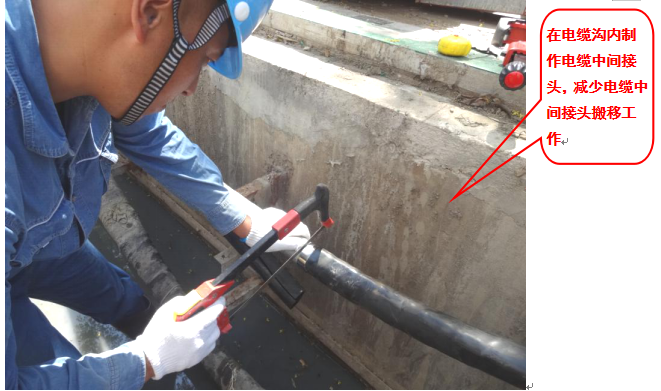 在电缆沟内制
作电缆中间接
头，减少电缆中
间接头搬移工
作